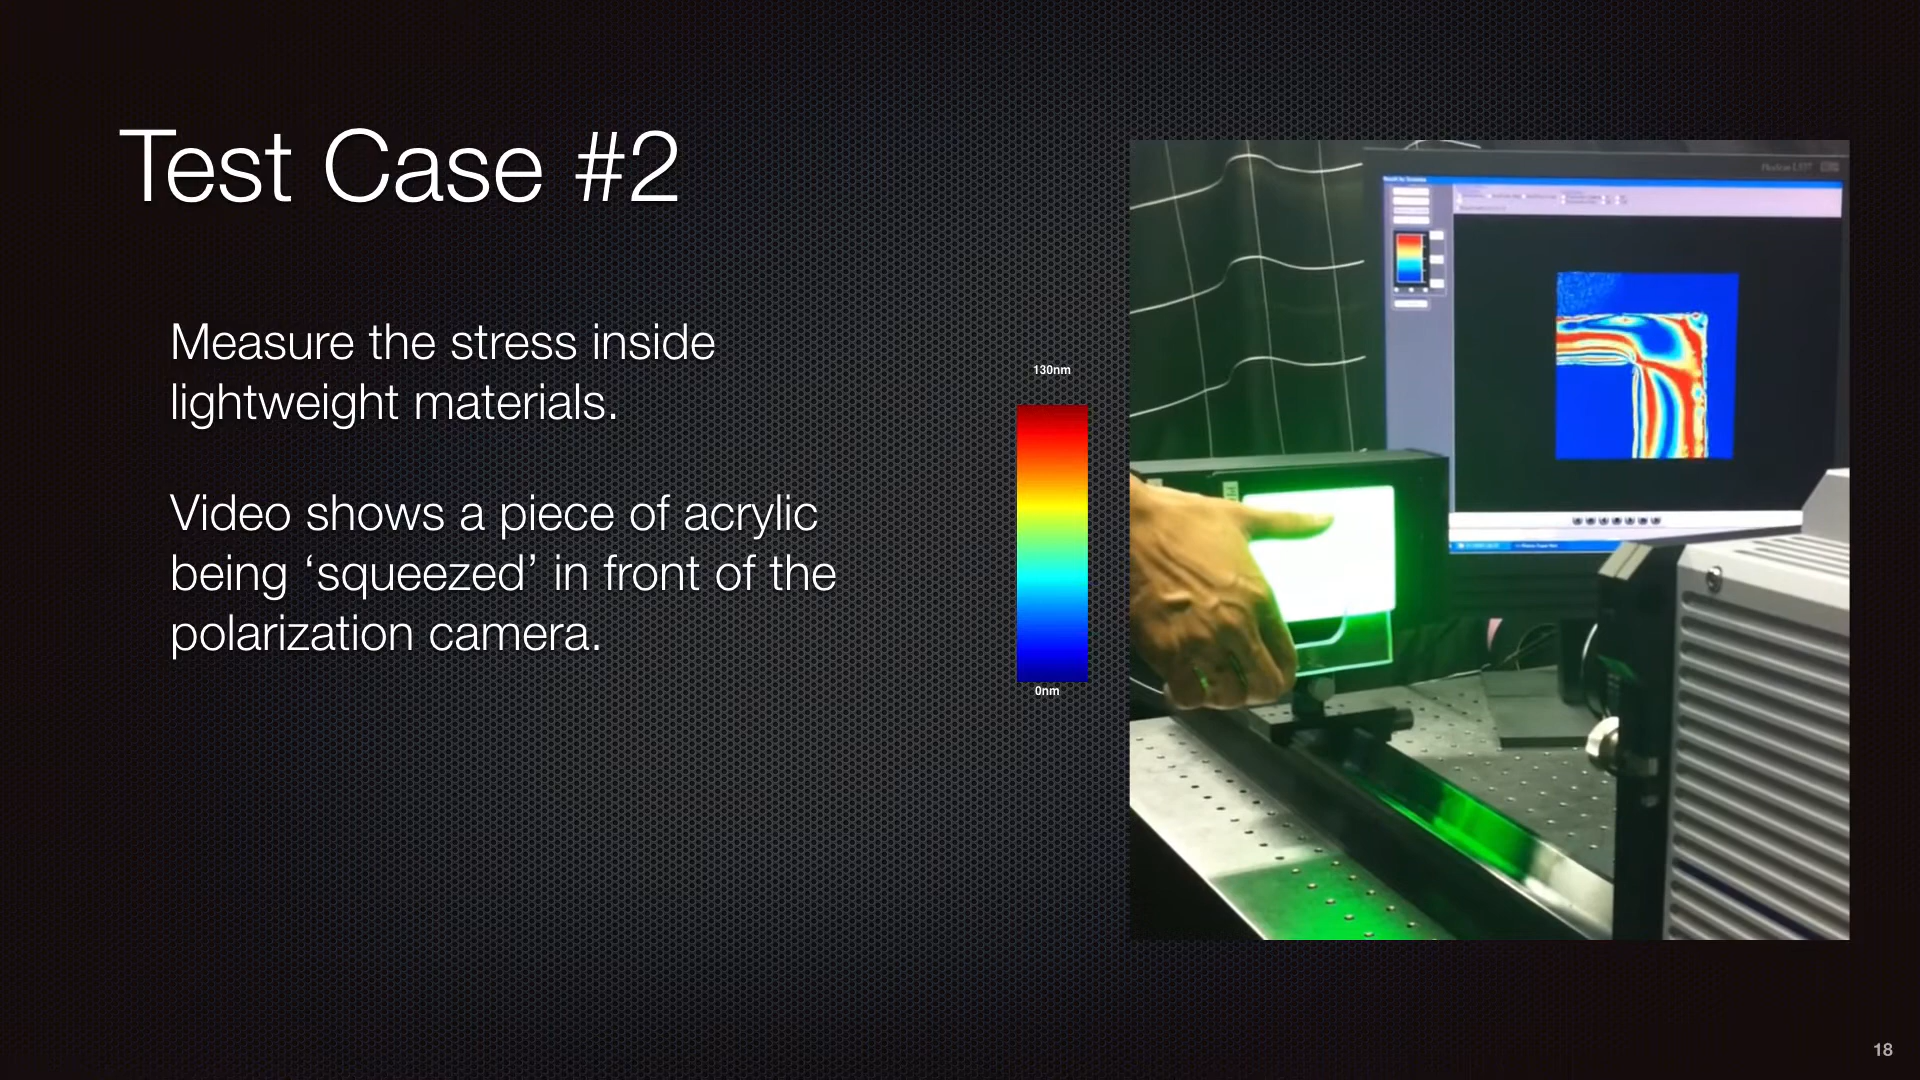 Test Case #2
Measure the stress inside
lightweight materials.
Video shows a piece of acrylic
being ‘squeezed’ in front of the
polarization camera.
130nm
0nm
18